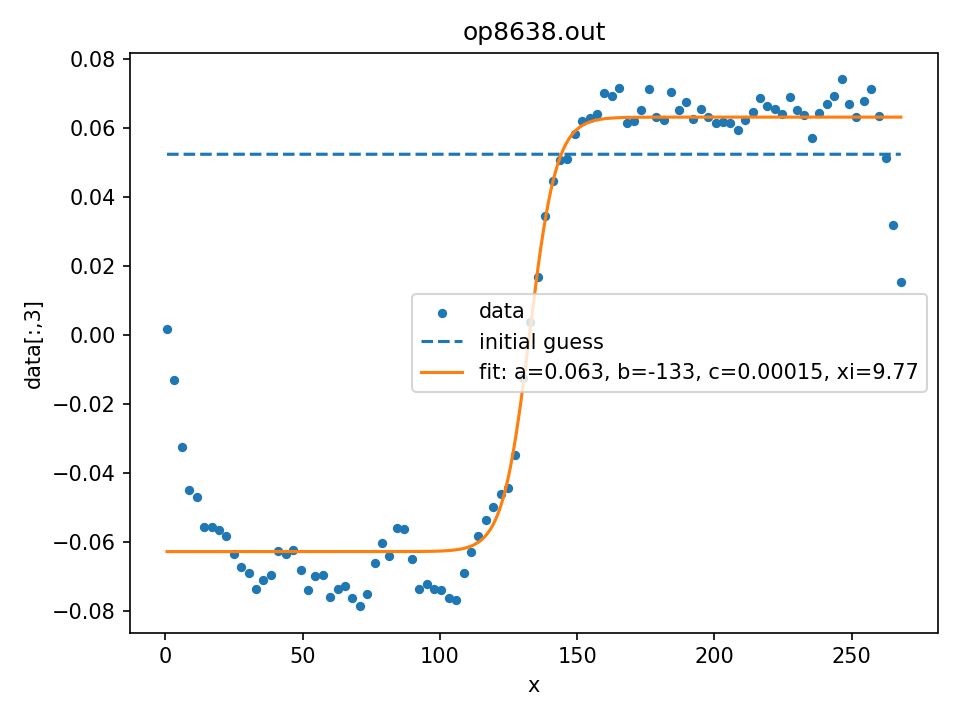 op8638.out
0.08
0.06
0.04
0.02
0.00
−0.02
−0.04
−0.06
−0.08
data[:,3]
data
initial guess
fit: a=0.063, b=-133, c=0.00015, xi=9.77
0 50 100 150 200 250
x